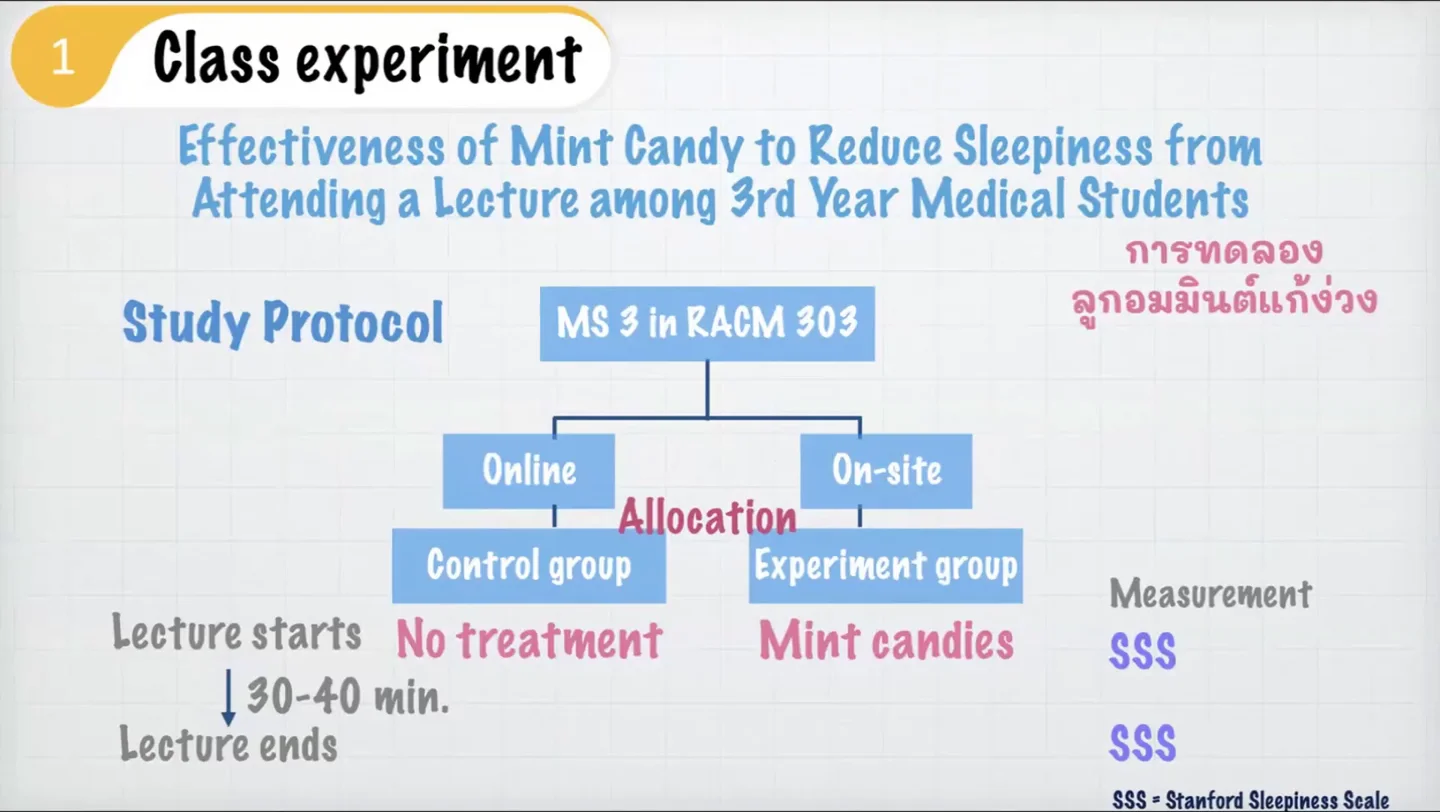 1
Class experiment
Effectiveness of Mint Candy to Reduce Sleepiness from
Attending a Lecture among 3rd Year Medical Students
การทดลอง
ลูกอมมินต์แก้ง่วง
Study Protocol
MS 3 in RACM 303
Online
On-site
Allocation
Control group
Experiment group
Measurement
Lecture starts
No treatment
Mint candies
SSS
30-40 min.
Lecture ends
SSS
SSS = Stanford Sleepiness Scale